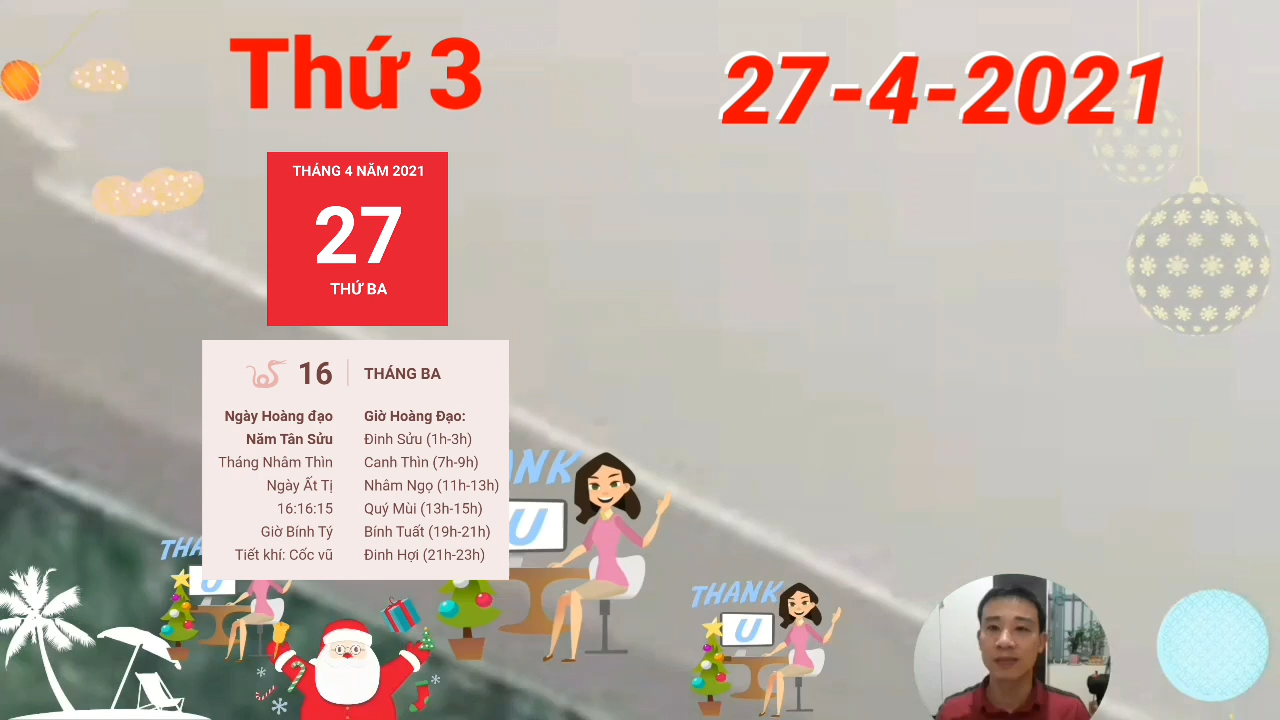 Thứ 3
27-4-2021
THÁNG 4 NĂM 2021
27
THỨ BA
16
THÁNG BA
Ngày Hoàng đạo
Năm Tân Sửu
Tháng Nhâm Thìn
Ngày Ất Tị
16:16:15
Giờ Bính Tý
Tiết khí: Cốc vũ
Giờ Hoàng Đạo:
Đinh Sửu (1h-3h)
Canh Thìn (7h-9h)
Nhâm Ngọ (11h-13h)
Quý Mùi (13h-15h)
Bính Tuất (19h-21h)
Đinh Hợi (21h-23h)
ANK
U
THA
U
THANK
U